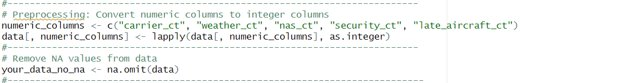 #--------------------------------------------------------------
# Preprocessing: Convert numeric columns to integer columns
numeric_columns <- c("carrier_ct", "weather_ct", "nas_ct", "security_ct", "late_aircraft_ct")
data[, numeric_columns] <- lapply(data[, numeric_columns], as.integer)
#--------------------------------------------------------------
# Remove NA values from data
your_data_no_na <- na.omit(data)
#---------------------------------------------------------------